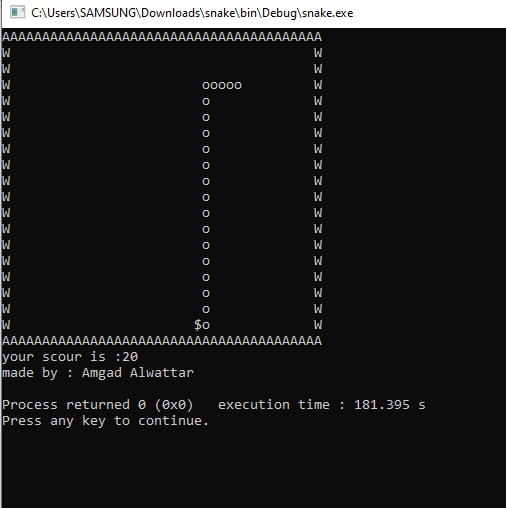 C:\Users\SAMSUNG\Downloads\snake\bin\Debug\snake.exe
AAAAAAAAAAAAAAAAAAAAAAAAAAAAAAAAAAAAAAAA
W                                      W
W                                      W
W                        ooooo         W
W                        o             W
W                        o             W
W                        o             W
W                        o             W
W                        o             W
W                        o             W
W                        o             W
W                        o             W
W                        o             W
W                        o             W
W                        o             W
W                        o             W
W                        o             W
W                        o             W
W                       $o             W
AAAAAAAAAAAAAAAAAAAAAAAAAAAAAAAAAAAAAAAA
your scour is :20
made by : Amgad Alwattar
Process returned 0 (0x0)   execution time : 181.395 s
Press any key to continue.